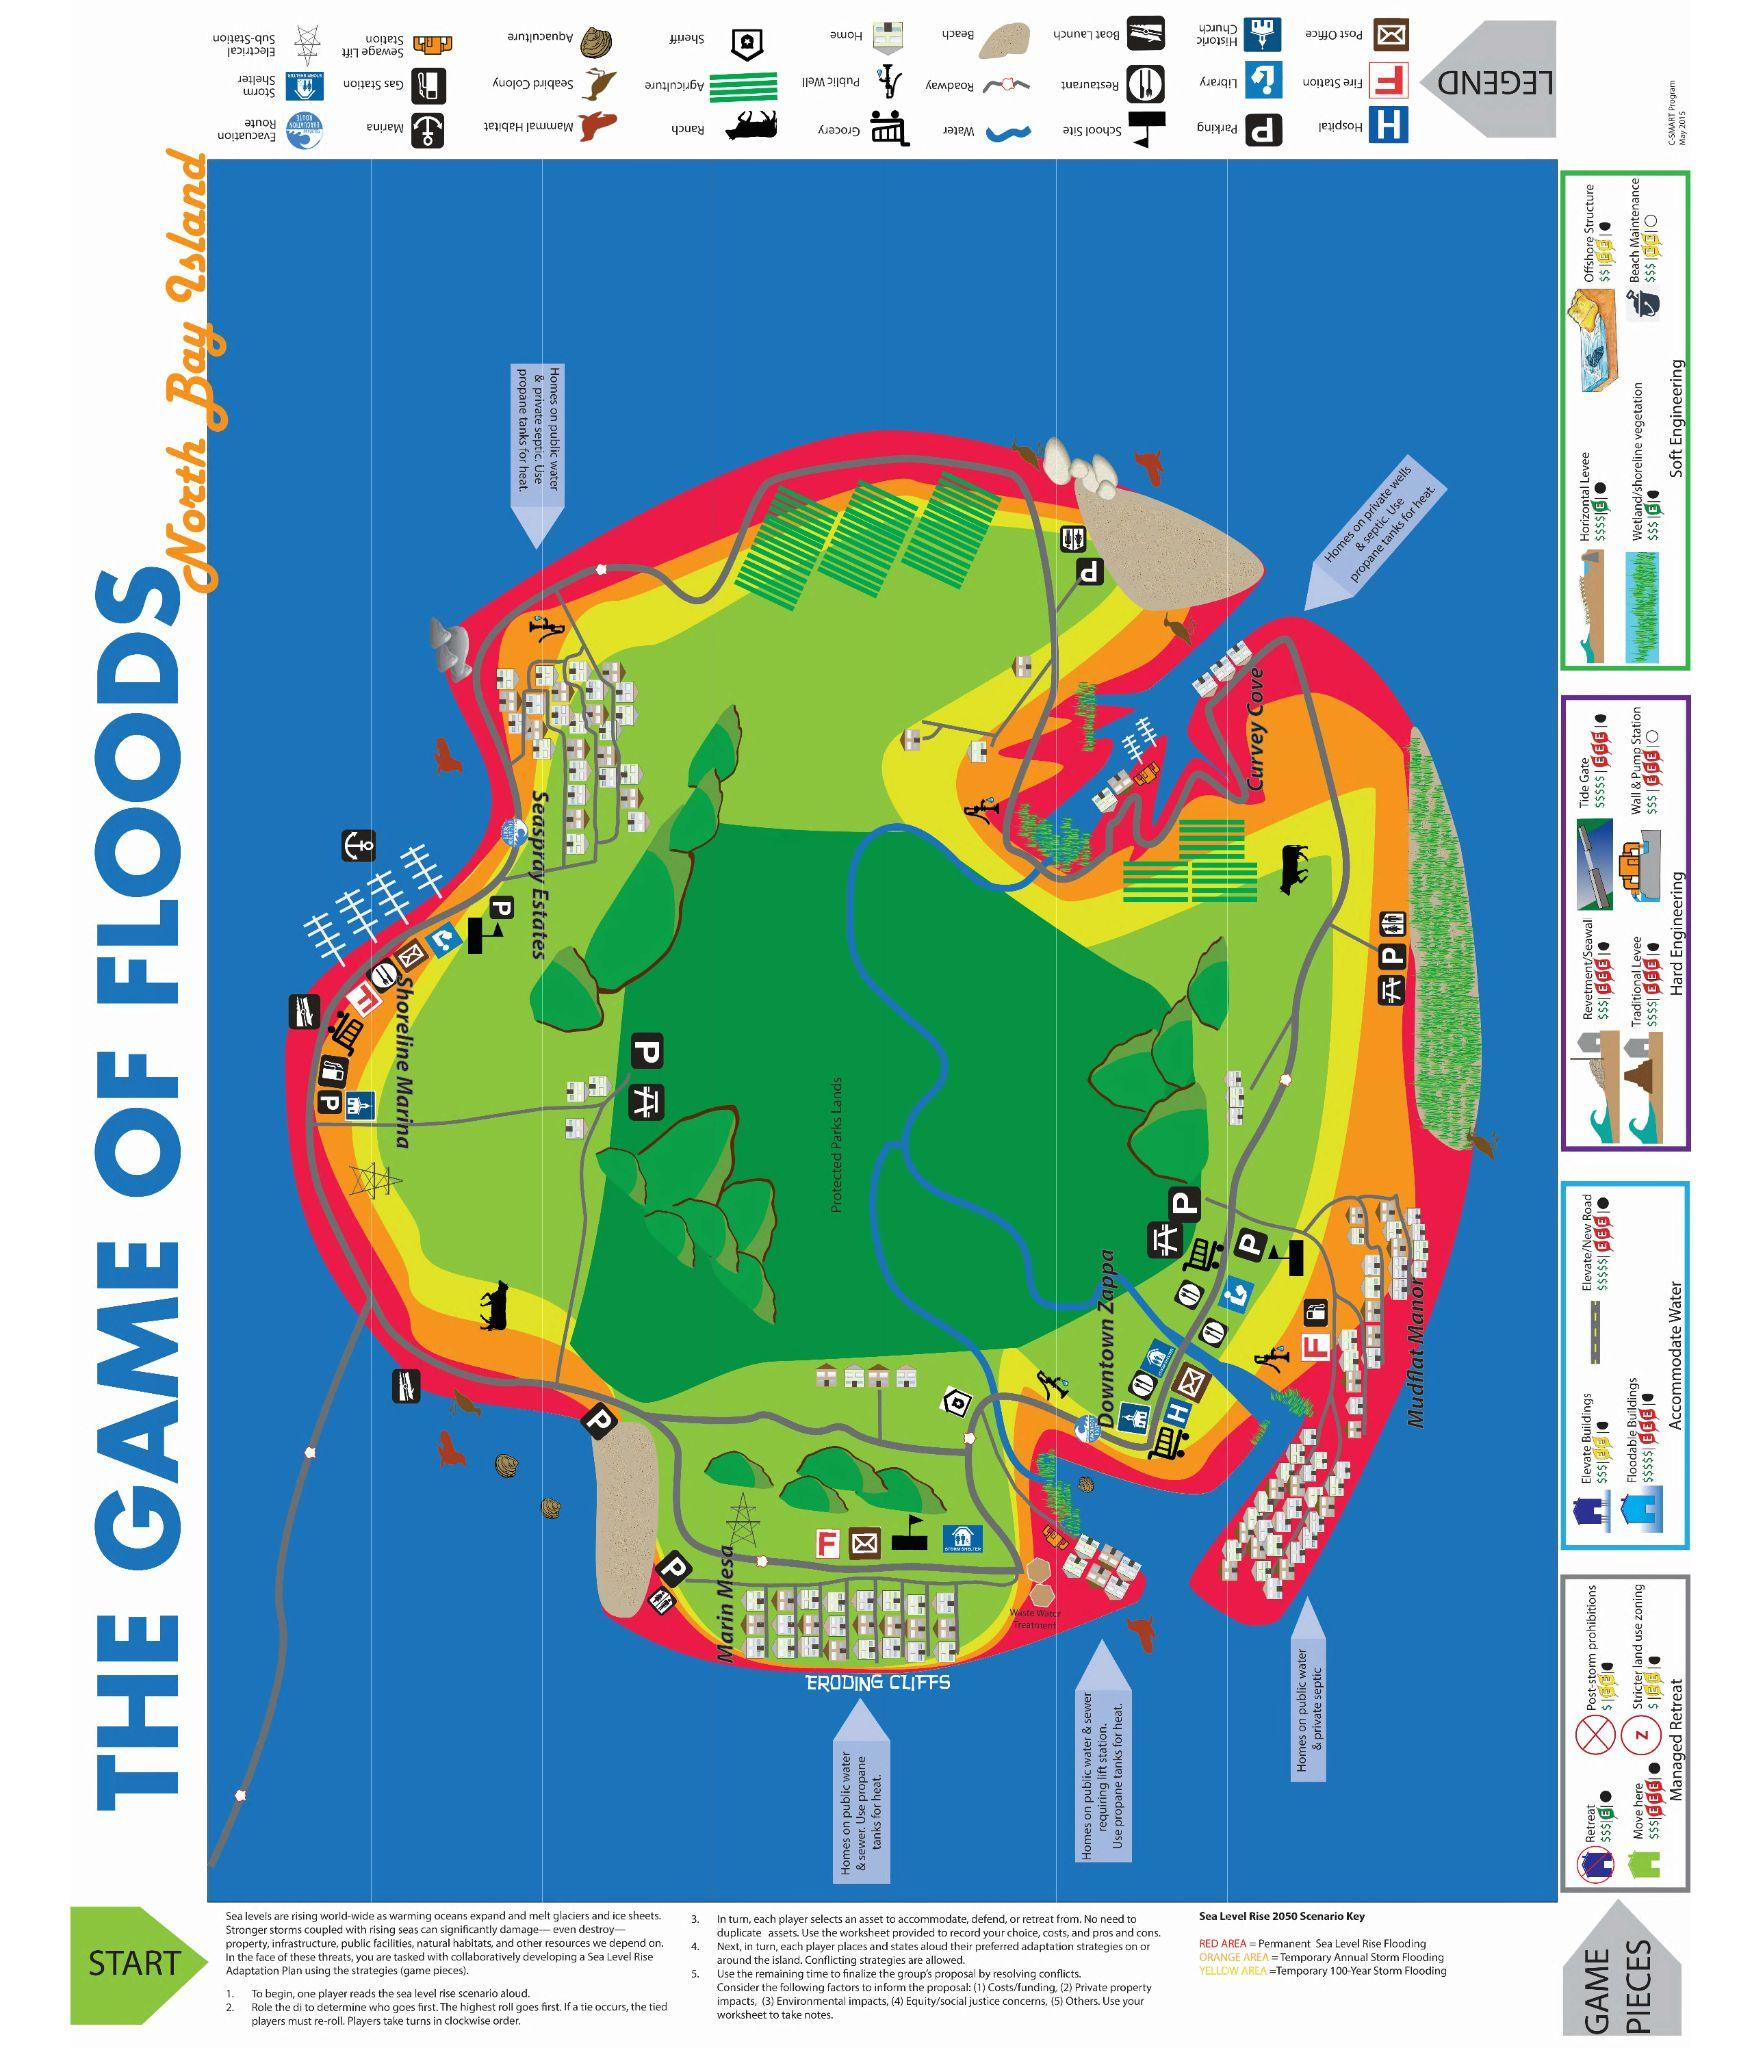 THE GAME OF FLOODS
North Bay Island
START
Sea levels are rising world-wide as warming oceans expand and melt glaciers and ice sheets.
Stronger storms coupled with rising seas can significantly damage— even destroy—
property, infrastructure, public facilities, natural habitats, and other resources we depend on.
In the face of these threats, you are tasked with collaboratively developing a Sea Level Rise
Adaptation Plan using the strategies (game pieces).
1. To begin, one player reads the sea level rise scenario aloud.
2. Role the di to determine who goes first. The highest roll goes first. If a tie occurs, the tied
players must re-roll. Players take turns in clockwise order.
3. In turn, each player selects an asset to accommodate, defend, or retreat from. No need to
duplicate assets. Use the worksheet provided to record your choice, costs, and pros and cons.
4. Next, in turn, each player places and states aloud their preferred adaptation strategies on or
around the island. Conflicting strategies are allowed.
5. Use the remaining time to finalize the group's proposal by resolving conflicts.
Consider the following factors to inform the proposal: (1) Costs/funding, (2) Private property
impacts, (3) Environmental impacts, (4) Equity/social justice concerns, (5) Others. Use your
worksheet to take notes.
Sea Level Rise 2050 Scenario Key
RED AREA = Permanent Sea Level Rise Flooding
ORANGE AREA = Temporary Annual Storm Flooding
YELLOW AREA =Temporary 100-Year Storm Flooding
GAME
PIECES
Retreat
$$$|E|
Post-storm prohibitions
$ |EE|
Move here
$$$|EEE|
Z
Stricter land use zoning
$ |EE|
Managed Retreat
Elevate Buildings
$$$|EE|
Elevate/New Road
$$$$$|EEE|
Floodable Buildings
$$$$$|EEE|
Accommodate Water
Revetment/Seawall
$$$|EEE|
Tide Gate
$$$$$|EEE|
Traditional Levee
$$$$|EEE|
Wall & Pump Station
$$$ |EEE|
Hard Engineering
Horizontal Levee
$$$$|E|
Offshore Structure
$$ |EE|
Wetland/shoreline vegetation
$$$ |E|
Beach Maintenance
$$$ |EE|
Soft Engineering
C-SMART Program
May 2015
LEGEND
H
Hospital
P
Parking
School Site
Water
Grocery
Ranch
Mammal Habitat
Marina
Evacuation
Route
F
Fire Station
Library
Restaurant
Roadway
Public Well
Agriculture
Seabird Colony
Gas Station
Storm
Shelter
Post Office
Historic
Church
Boat Launch
Beach
Home
Sheriff
Aquaculture
Sewage Lift
Station
Electrical
Sub-Station
Homes on public water
& private septic. Use
propane tanks for heat.
Homes on private wells
& septic. Use
propane tanks for heat.
Seaspray Estates
Shoreline Marina
Curvey Cove
Protected Parks Lands
Downtown Zappa
Mudflat Manor
Marin Mesa
Waste Water
Treatment
ERODING CLIFFS
STORM SHELTER
P
P
P
P
P
P
P
P
P
F
F
F
H
Homes on public water
& sewer. Use propane
tanks for heat.
Homes on public water & sewer
requiring lift station.
Use propane tanks for heat.
Homes on public water
& private septic